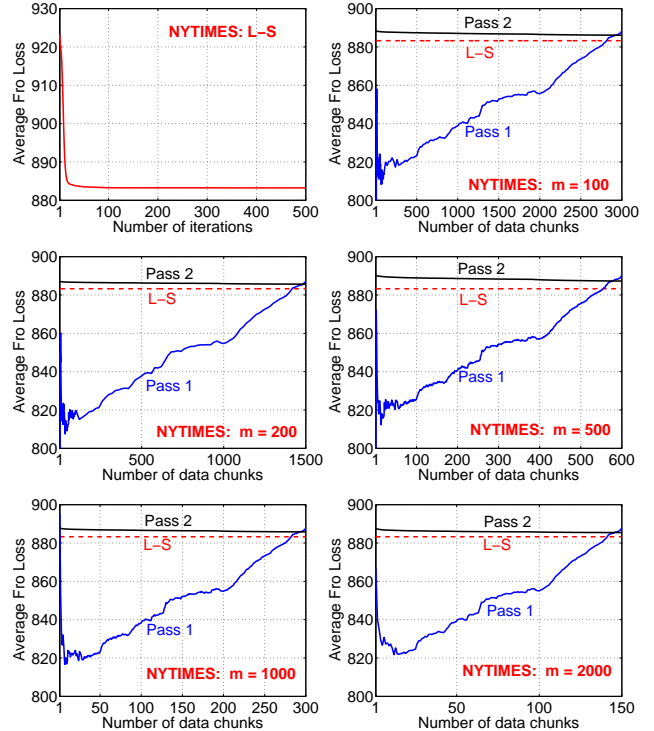 930
920
910
900
890
880
Average Fro Loss
NYTIMES: L−S
1
100
200
300
400
500
Number of iterations
900
880
860
840
820
800
Average Fro Loss
Pass 2
L−S
Pass 1
NYTIMES: m = 100
1
500
1000
1500
2000
2500
3000
Number of data chunks
900
880
860
840
820
800
Average Fro Loss
Pass 2
L−S
Pass 1
NYTIMES: m = 200
1
500
1000
1500
Number of data chunks
900
880
860
840
820
800
Average Fro Loss
Pass 2
L−S
Pass 1
NYTIMES: m = 500
1
100
200
300
400
500
600
Number of data chunks
900
880
860
840
820
800
Average Fro Loss
Pass 2
L−S
Pass 1
NYTIMES: m = 1000
1
50
100
150
200
250
300
Number of data chunks
900
880
860
840
820
800
Average Fro Loss
Pass 2
L−S
Pass 1
NYTIMES: m = 2000
1
50
100
150
Number of data chunks